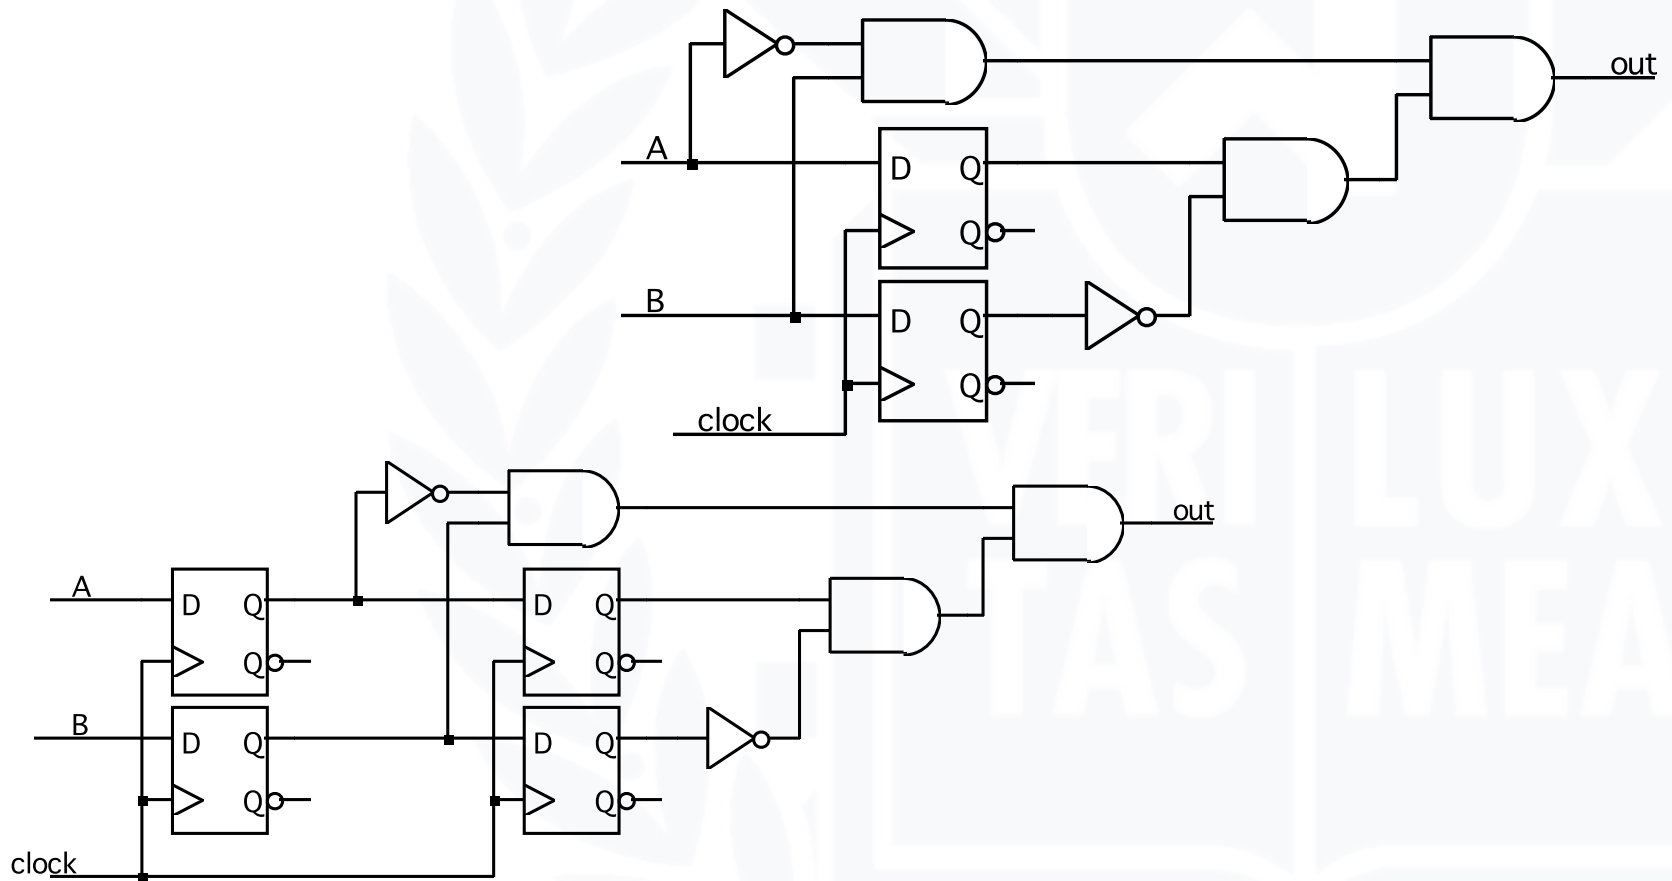 out
A
D Q
Q
B
D Q
Q
clock
out
A
D Q D Q
Q Q
B
D Q D Q
Q Q
clock
VERI LUX
TAS MEA